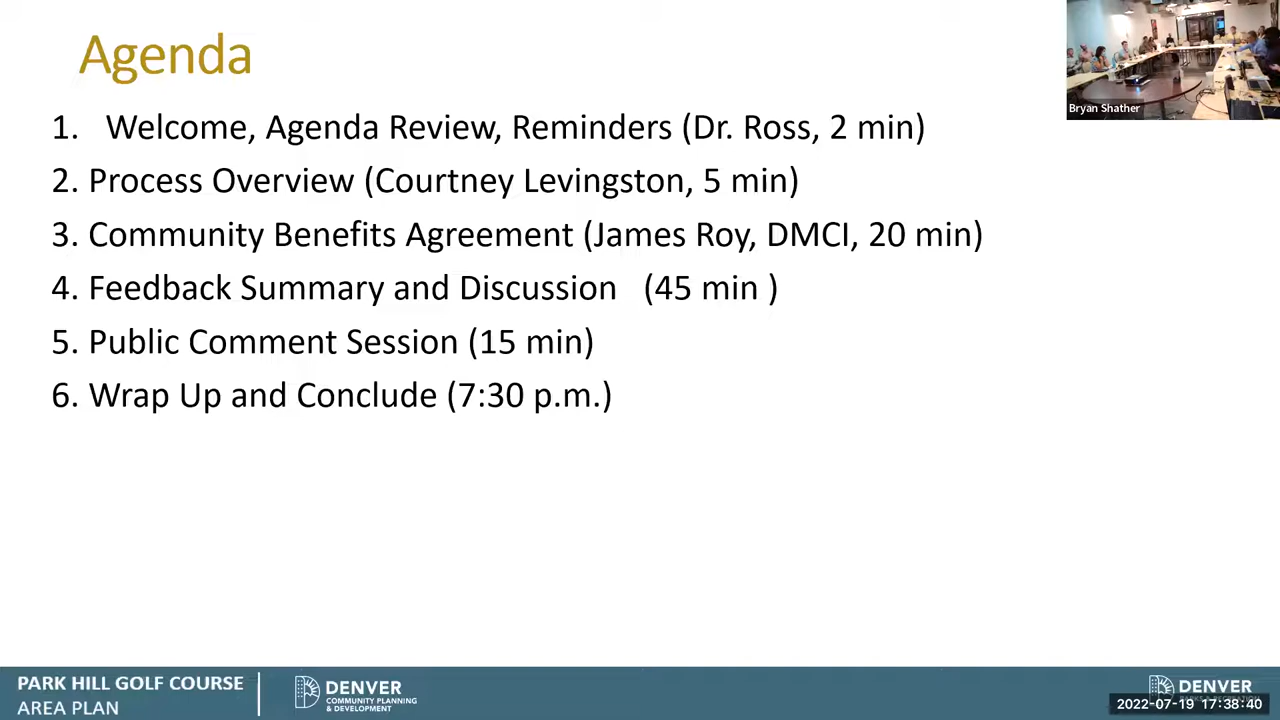 Agenda
Bryan Shather
1. Welcome, Agenda Review, Reminders (Dr. Ross, 2 min)
2. Process Overview (Courtney Levingston, 5 min)
3. Community Benefits Agreement (James Roy, DMCI, 20 min)
4. Feedback Summary and Discussion (45 min )
5. Public Comment Session (15 min)
6. Wrap Up and Conclude (7:30 p.m.)
PARK HILL GOLF COURSE
AREA PLAN
DENVER
COMMUNITY PLANNING
& DEVELOPMENT
DENVER
2022-07-19 17:38:40